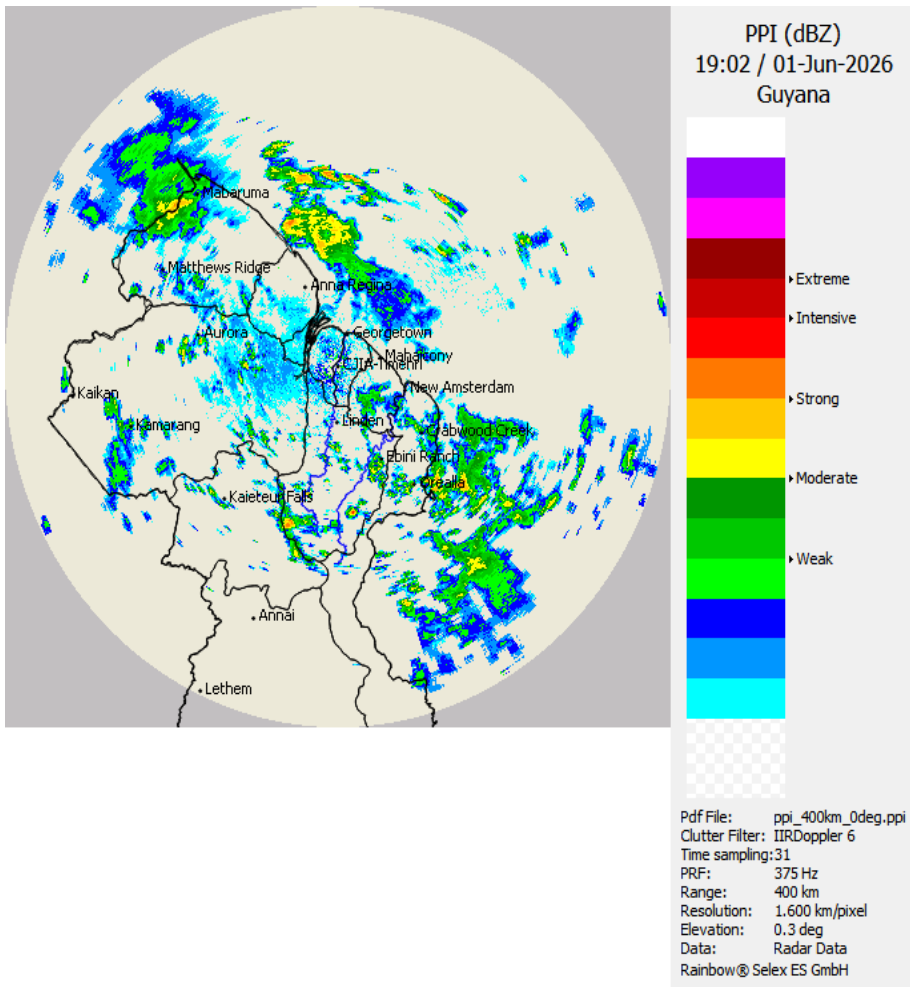 PPI (dBZ)
19:02 / 01-Jun-2026
Guyana
Mabaruma
Matthews Ridge
Anna Regina
Aurora
Georgetown
Mahaicony
CJIA-Timehri
Kaikan
New Amsterdam
Linden
Kamarang
Crabwood Creek
Ebini Ranch
Orealla
Kaieteur Falls
Annai
Lethem
Extreme
Intensive
Strong
Moderate
Weak
Pdf File: ppi_400km_0deg.ppi
Clutter Filter: IIRDoppler 6
Time sampling:31
PRF: 375 Hz
Range: 400 km
Resolution: 1.600 km/pixel
Elevation: 0.3 deg
Data: Radar Data
Rainbow® Selex ES GmbH